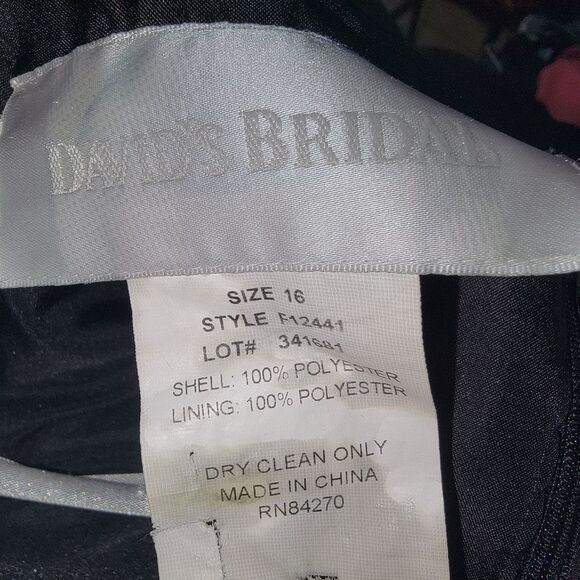 DAVID'S BRIDAL
SIZE 16
STYLE F12441
LOT# 341681
SHELL: 100% POLYESTER
LINING: 100% POLYESTER
DRY CLEAN ONLY
MADE IN CHINA
RN84270